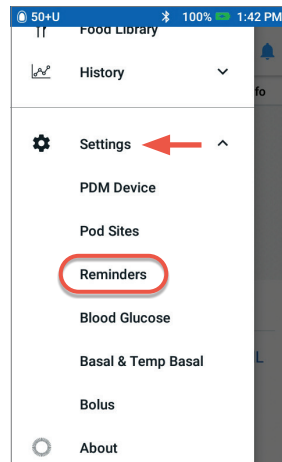 50+U 100% 1:42 PM
Food Library
History
fo
Settings
PDM Device
Pod Sites
Reminders
Blood Glucose
Basal & Temp Basal
L
Bolus
About